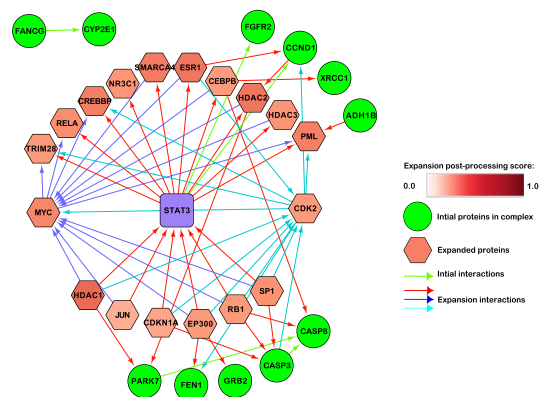 FANCG
CYP2E1
FGFR2
CCND1
SMARCA4
ESR1
NR3C1
CEBPB
XRCC1
CREBBP
HDAC2
RELA
HDAC3
ADH1B
TRIM28
PML
Expansion post-processing score:
0.0
1.0
MYC
STAT3
CDK2
Intial proteins in complex
Expanded proteins
Intial interactions
HDAC1
SP1
Expansion interactions
JUN
CDKN1A
EP300
RB1
CASP8
CASP3
PARK7
FEN1
GRB2